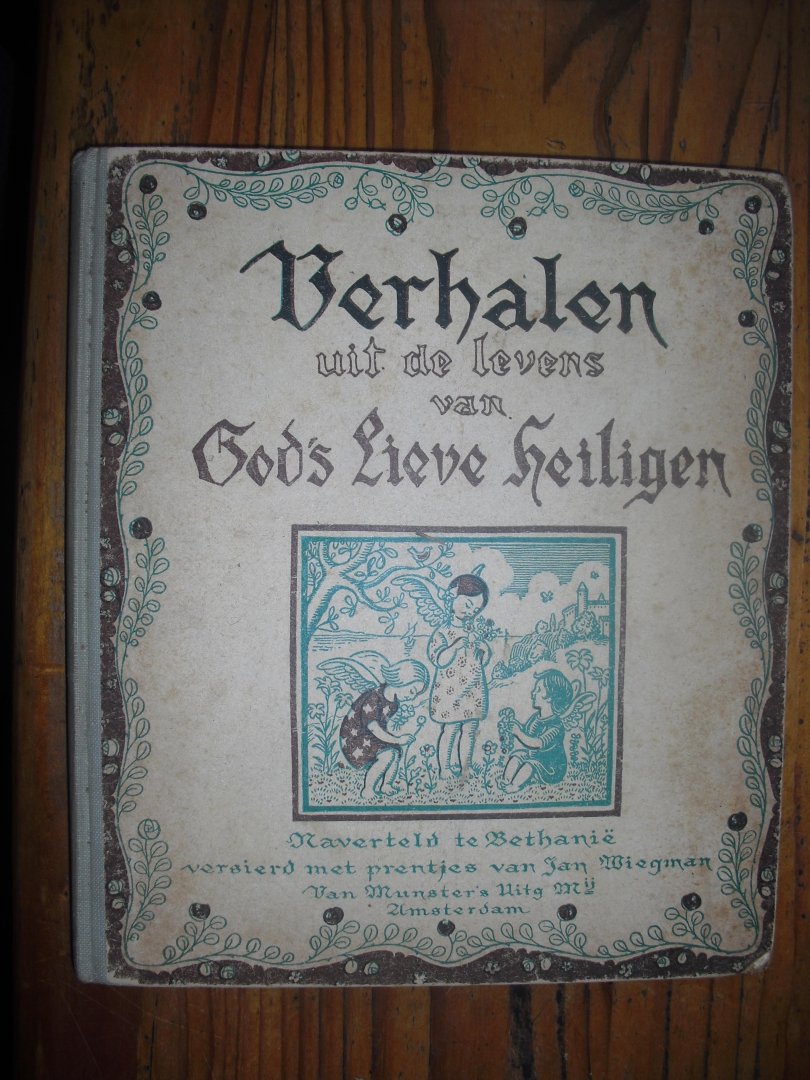 Verhalen
uit de levens
van
God's Lieve Heiligen
Naverteld te Bethanië
versierd met prentjes van Jan Wiegman
Van Munster's Uitg Mij
Amsterdam